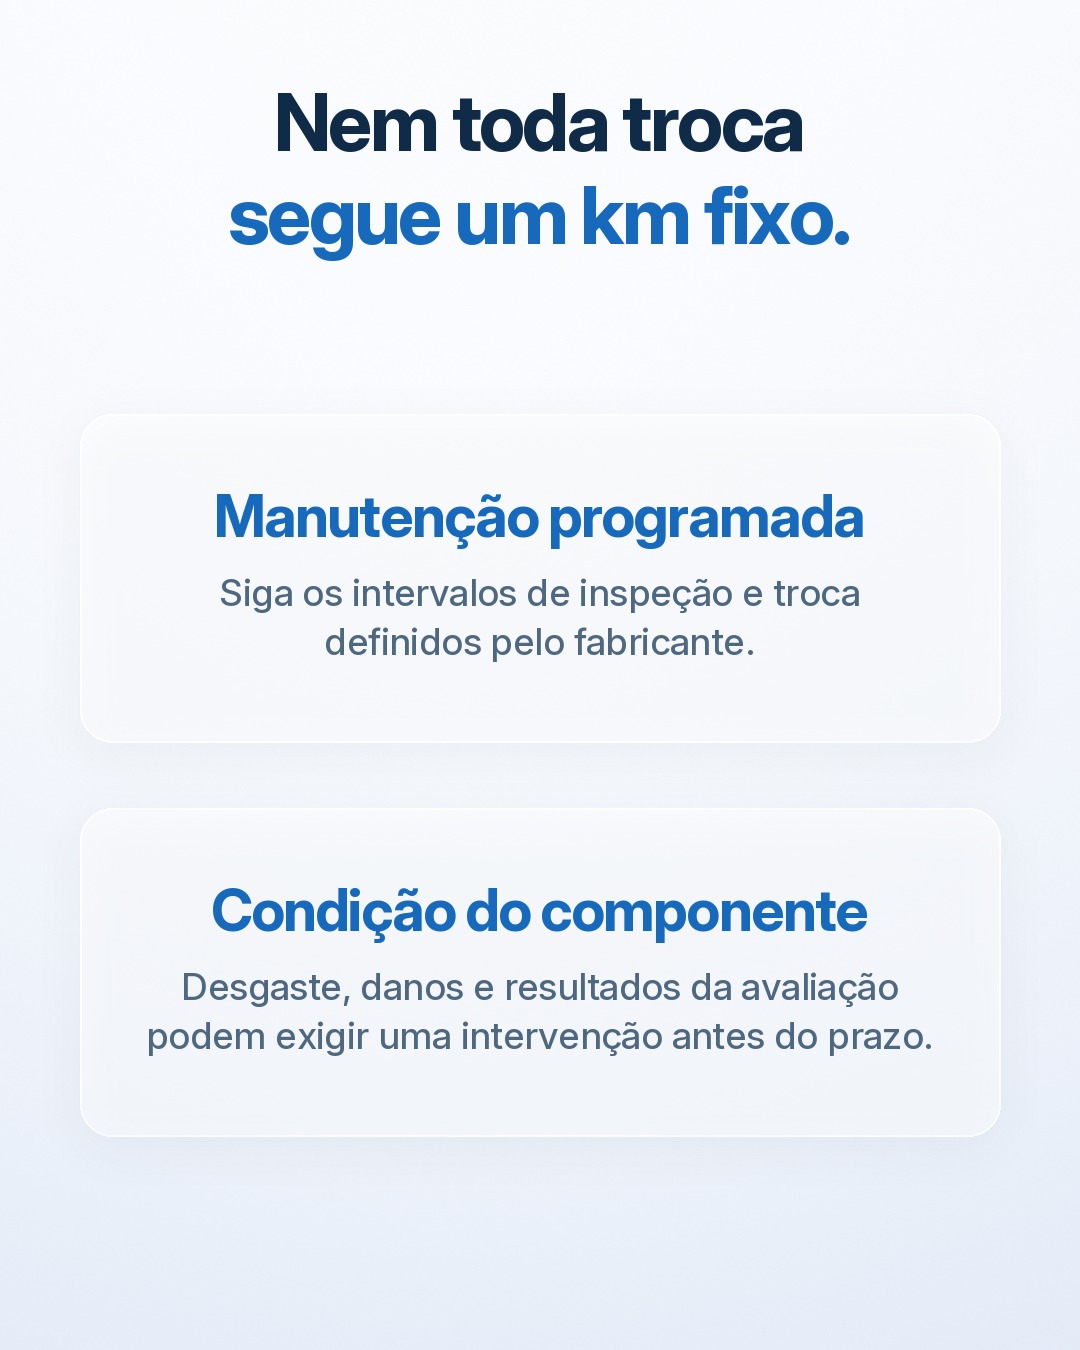 Nem toda troca
segue um km fixo.
Manutenção programada
Siga os intervalos de inspeção e troca
definidos pelo fabricante.
Condição do componente
Desgaste, danos e resultados da avaliação
podem exigir uma intervenção antes do prazo.